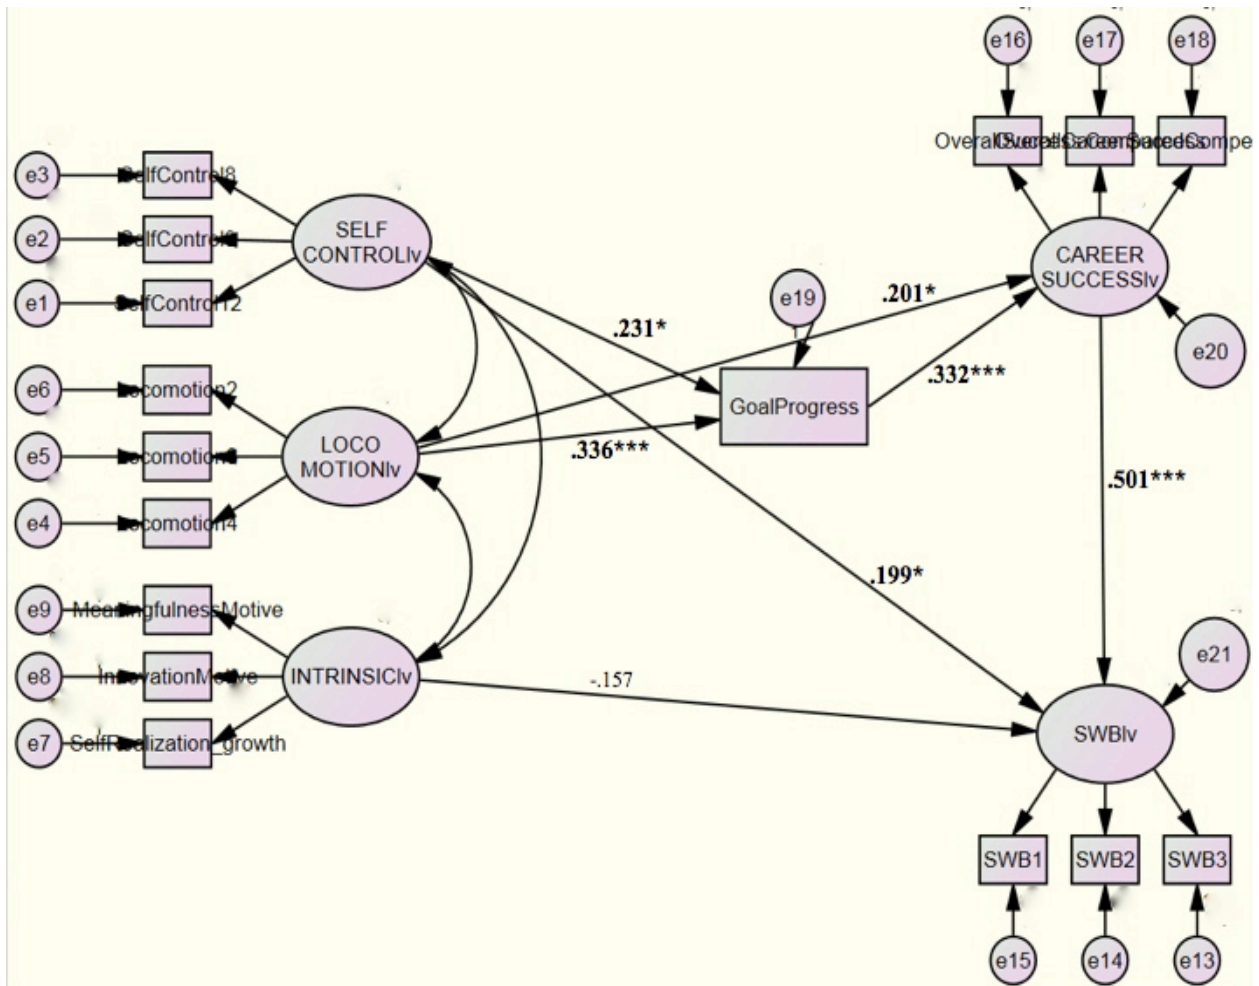 e16
e17
e18
e3
SelfControl8
SELF
CONTROLlv
e2
e1
SelfControl12
CAREER
SUCCESSlv
e19
1
.201*
.231*
e20
.332***
GoalProgress
e6
Locomotion2
e5
LOCO
MOTIONlv
.336***
e4
Locomotion4
.501***
.199*
e9
MeaningfulnessMotive
e8
InnovationMotive
INTRINSIClv
-.157
e21
e7
SelfRealization_growth
SWBlv
SWB1
SWB2
SWB3
e15
e14
e13